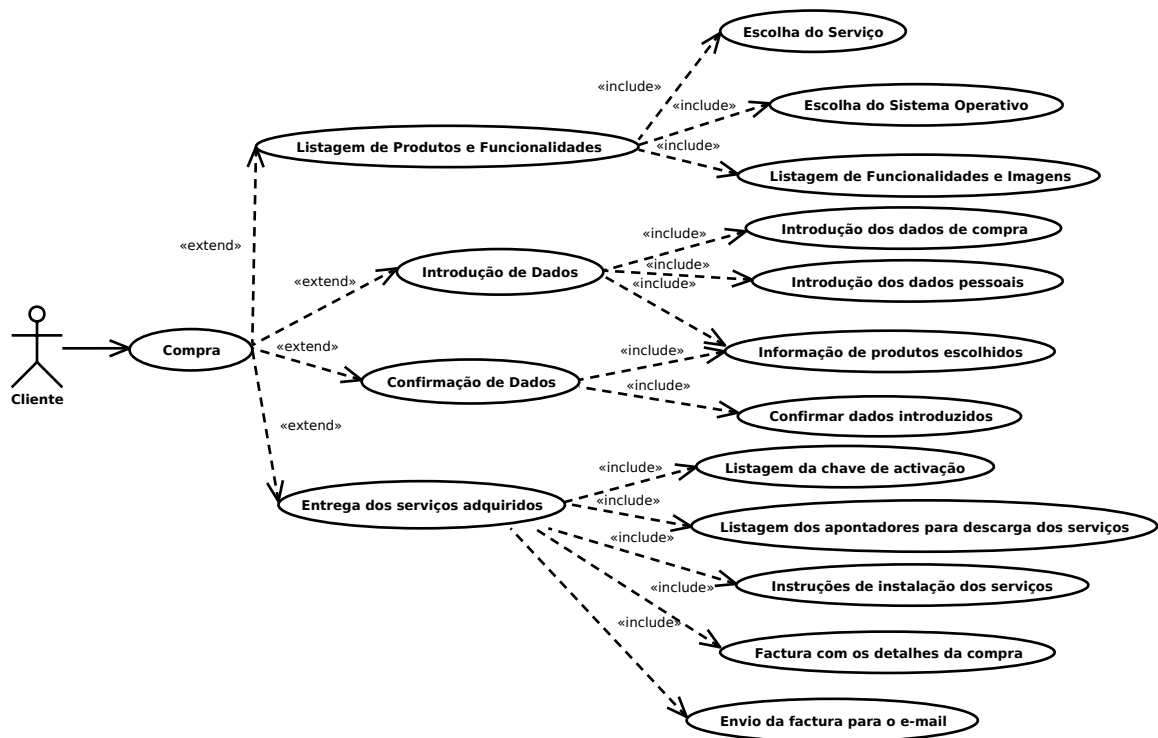 Escolha do Serviço
«include»
«include»
Escolha do Sistema Operativo
Listagem de Produtos e Funcionalidades
«include»
Listagem de Funcionalidades e Imagens
«extend»
«include»
Introdução dos dados de compra
Introdução de Dados
«include»
«extend»
«include»
Introdução dos dados pessoais
Cliente
Compra
«extend»
«include»
Informação de produtos escolhidos
Confirmação de Dados
«include»
Confirmar dados introduzidos
«extend»
«include»
Listagem da chave de activação
Entrega dos serviços adquiridos
«include»
Listagem dos apontadores para descarga dos serviços
«include»
Instruções de instalação dos serviços
«include»
«include»
Factura com os detalhes da compra
Envio da factura para o e-mail